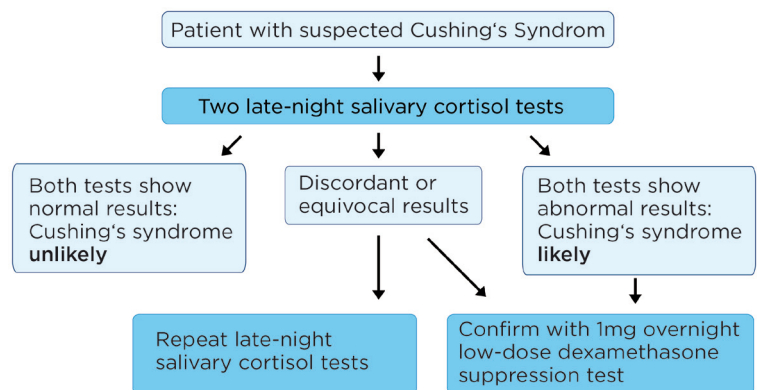 Patient with suspected Cushing‘s Syndrom
Two late-night salivary cortisol tests
Both tests show
normal results:
Cushing‘s syndrome
unlikely
Discordant or
equivocal results
Both tests show
abnormal results:
Cushing‘s syndrome
likely
Repeat late-night
salivary cortisol tests
Confirm with 1mg overnight
low-dose dexamethasone
suppression test